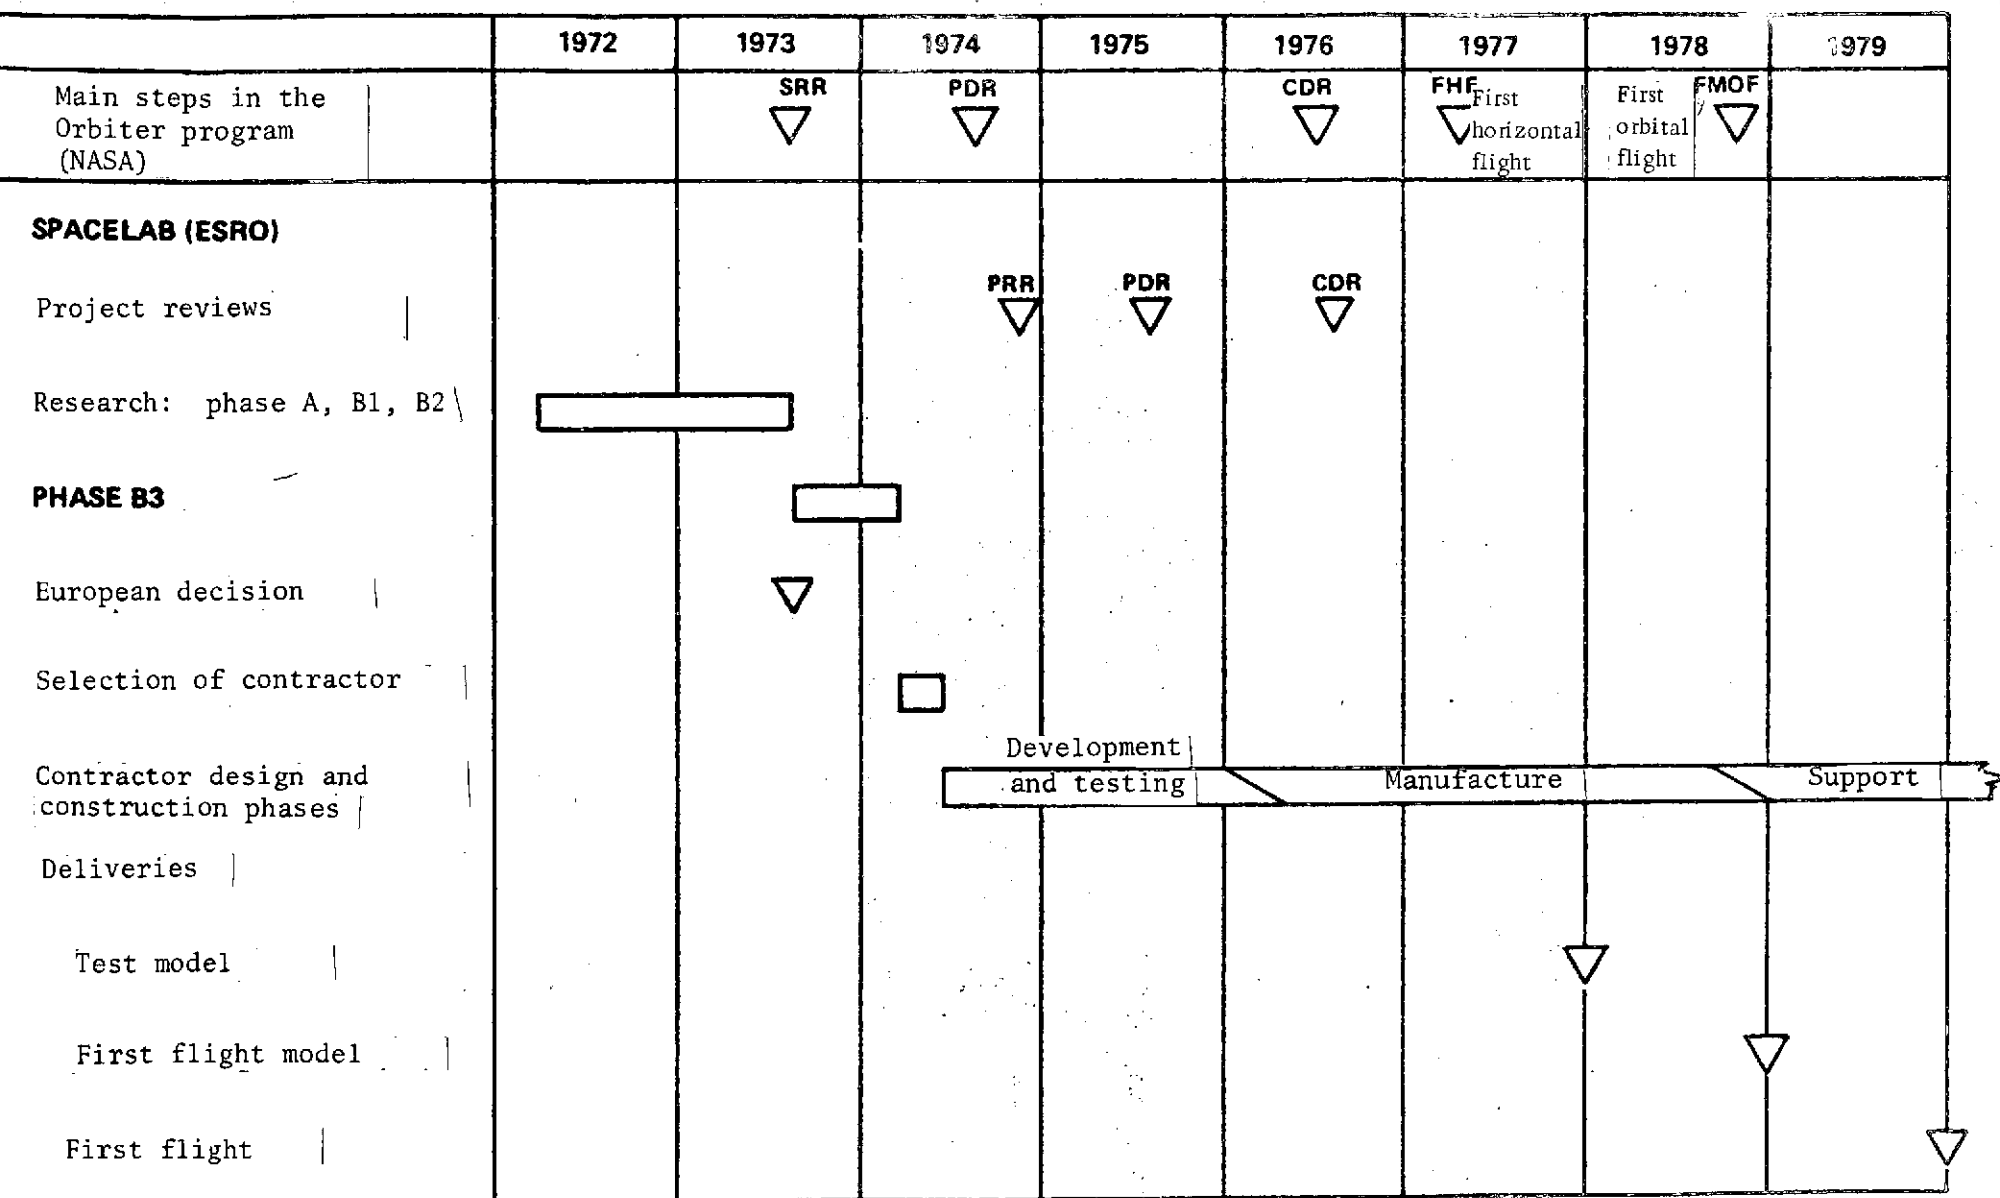 1972 1973 1974 1975 1976 1977 1978 1979
Main steps in the
Orbiter program
(NASA)
SRR PDR CDR FHF FMOF
First
horizontal
flight
First
orbital
flight
SPACELAB (ESRO)
Project reviews
PRR PDR CDR
Research: phase A, B1, B2
PHASE B3
European decision
Selection of contractor
Contractor design and
construction phases
Development
and testing
Manufacture
Support
Deliveries
Test model
First flight model
First flight